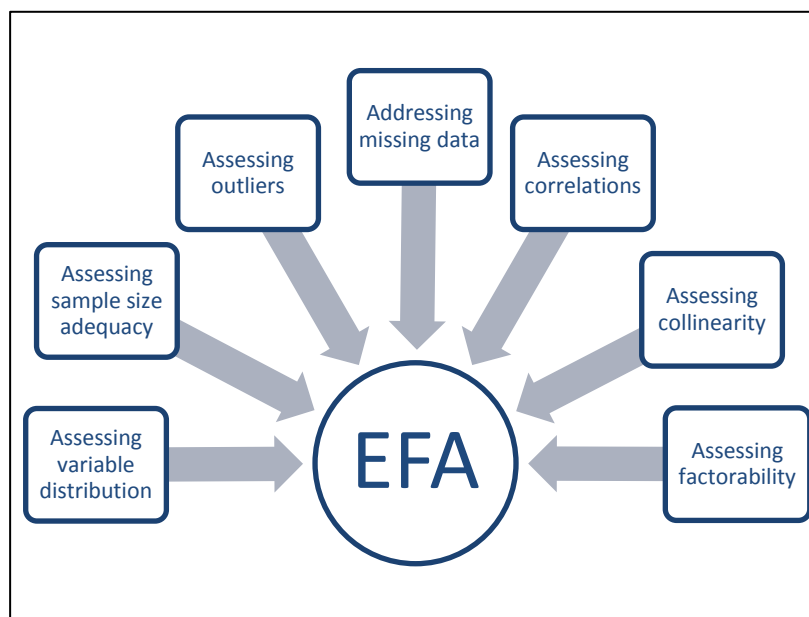 Addressing
missing data
Assessing
outliers
Assessing
correlations
Assessing
sample size
adequacy
Assessing
collinearity
Assessing
variable
distribution
EFA
Assessing
factorability